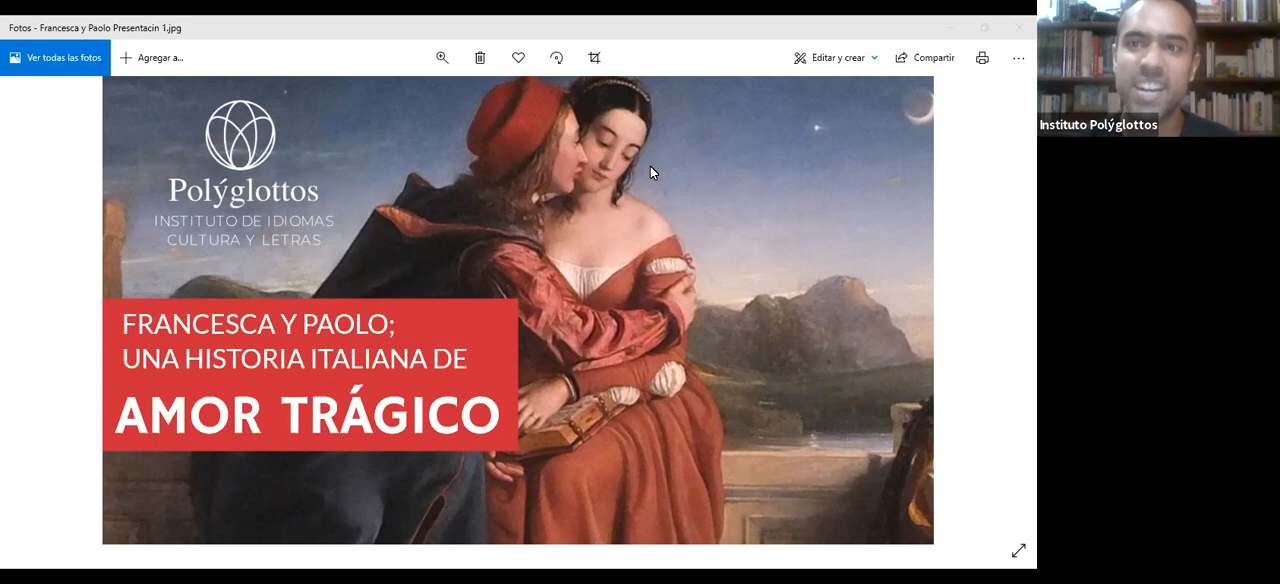 Fotos - Francesca y Paolo Presentacin 1.jpg
Ver todas las fotos
Agregar a...
Editar y crear
Compartir
Polýglottos
INSTITUTO DE IDIOMAS
CULTURA Y LETRAS
FRANCESCA Y PAOLO;
UNA HISTORIA ITALIANA DE
AMOR TRÁGICO
Instituto Polýglottos